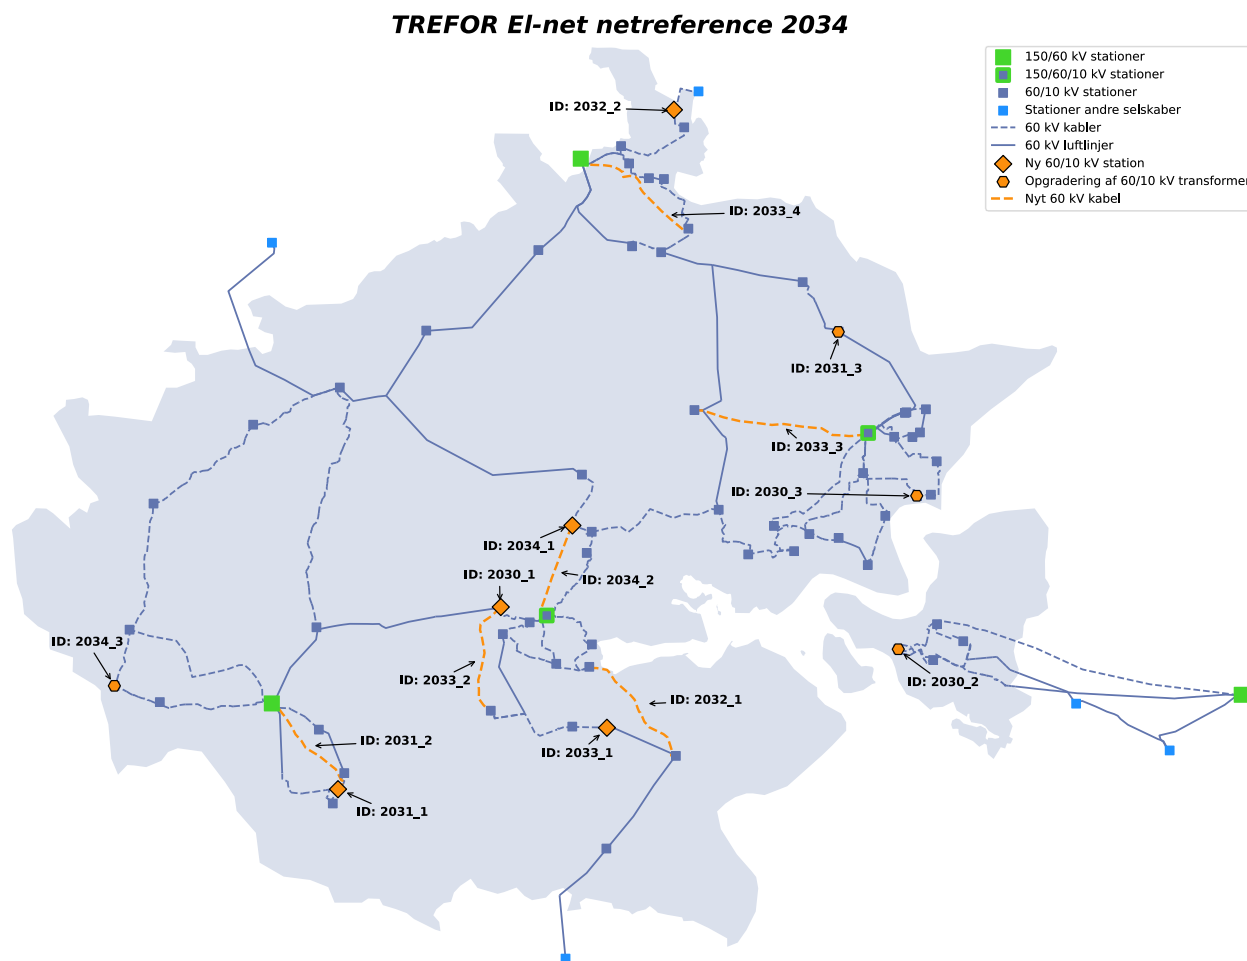 TREFOR El-net netreference 2034
150/60 kV stationer
150/60/10 kV stationer
60/10 kV stationer
Stationer andre selskaber
60 kV kabler
60 kV luftlinjer
Ny 60/10 kV station
Opgradering af 60/10 kV transformer
Nyt 60 kV kabel
ID: 2032_2
ID: 2033_4
ID: 2031_3
ID: 2033_3
ID: 2030_3
ID: 2034_1
ID: 2030_1
ID: 2034_2
ID: 2034_3
ID: 2033_2
ID: 2030_2
ID: 2032_1
ID: 2031_2
ID: 2033_1
ID: 2031_1